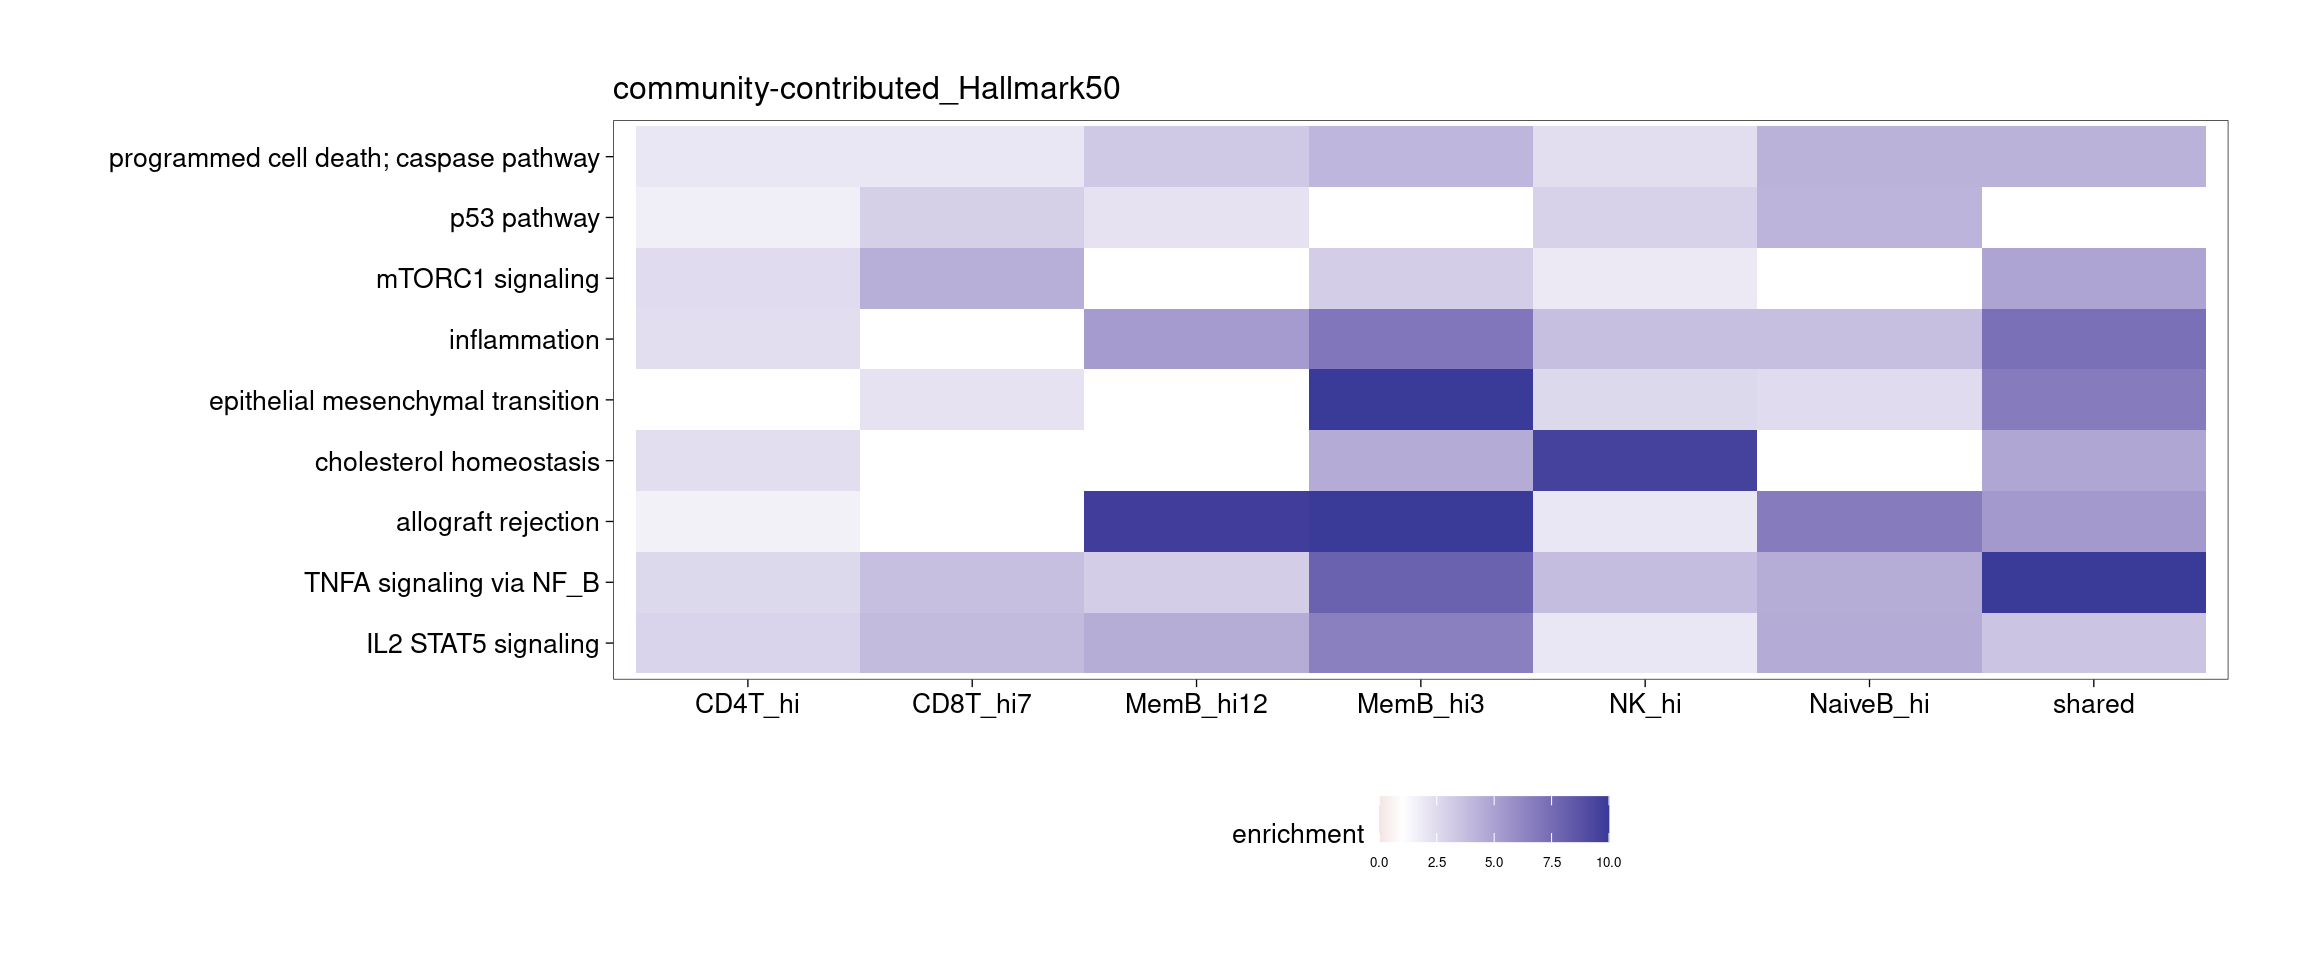 community-contributed_Hallmark50
programmed cell death; caspase pathway
p53 pathway
mTORC1 signaling
inflammation
epithelial mesenchymal transition
cholesterol homeostasis
allograft rejection
TNFA signaling via NF_B
IL2 STAT5 signaling
CD4T_hi CD8T_hi7 MemB_hi12 MemB_hi3 NK_hi NaiveB_hi shared
enrichment
0.0 2.5 5.0 7.5 10.0